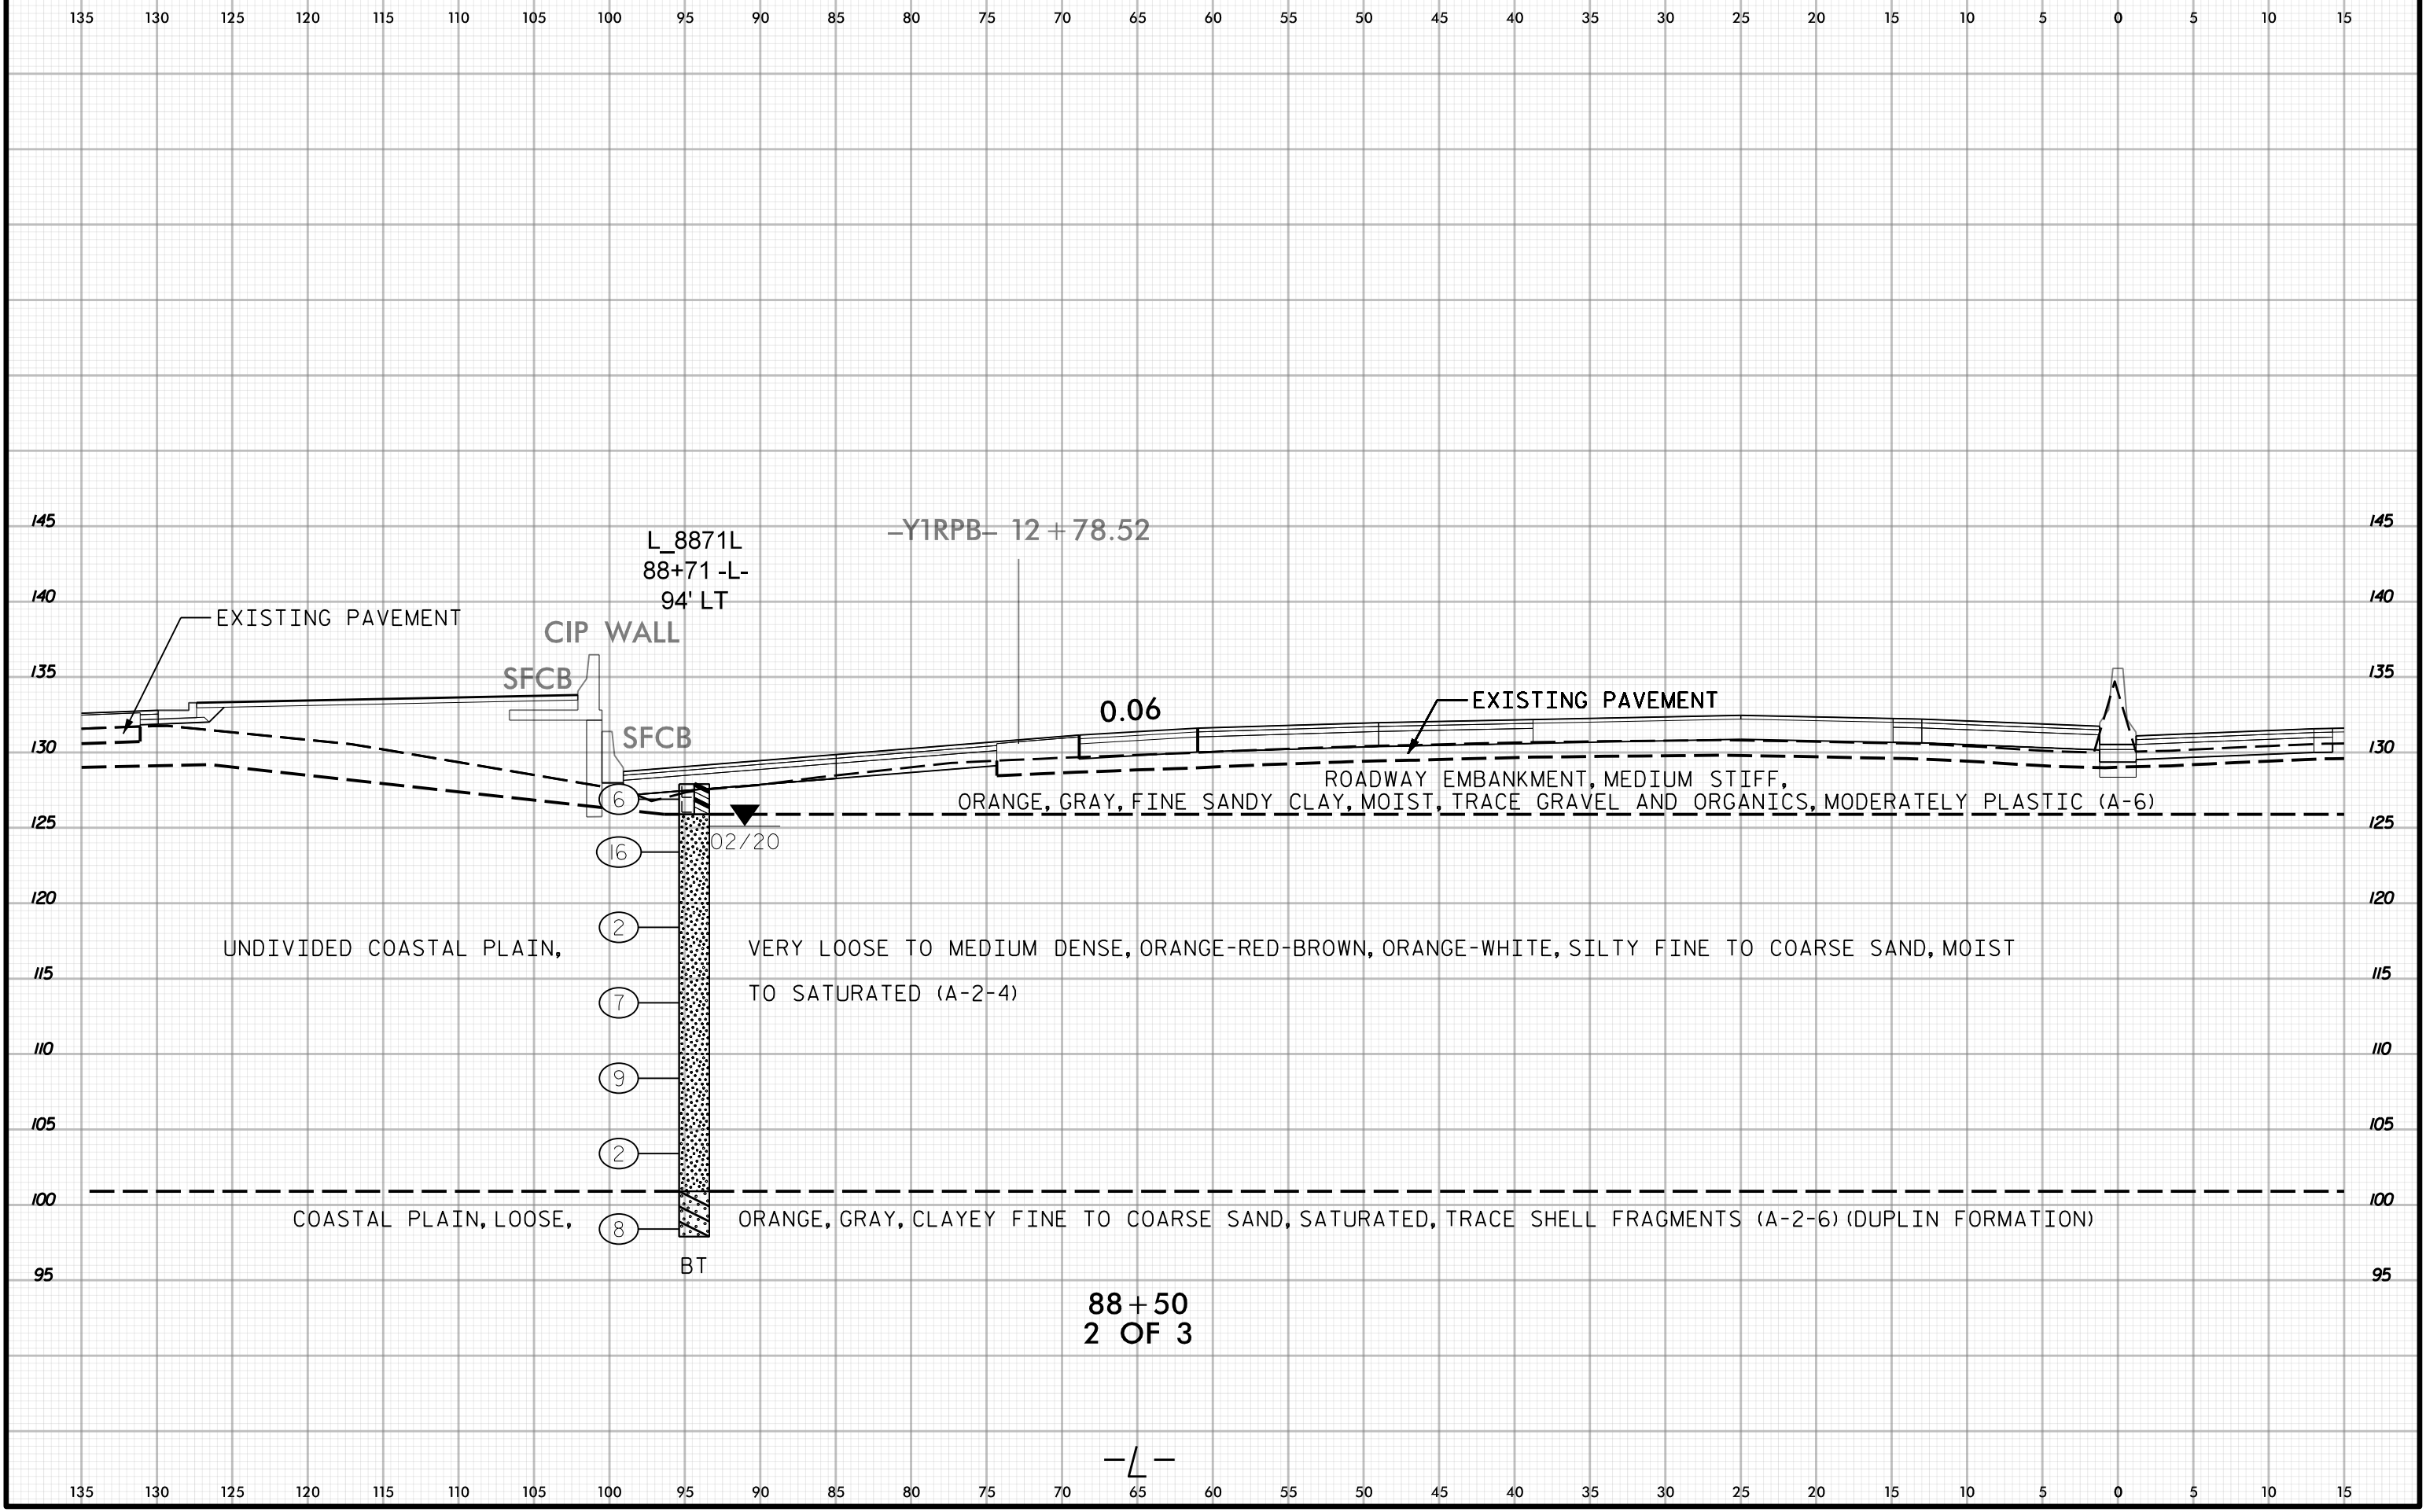 135 130 125 120 115 110 105 100 95 90 85 80 75 70 65 60 55 50 45 40 35 30 25 20 15 10 5 0 5 10 15
145 145
–Y1RPB– 12+78.52
L_8871L
88+71 -L-
94' LT
140 140
EXISTING PAVEMENT
CIP WALL
135 135
SFCB
EXISTING PAVEMENT
0.06
SFCB
130 130
ROADWAY EMBANKMENT, MEDIUM STIFF,
6
ORANGE, GRAY, FINE SANDY CLAY, MOIST, TRACE GRAVEL AND ORGANICS, MODERATELY PLASTIC (A-6)
125 125
02/20
16
120 120
2
UNDIVIDED COASTAL PLAIN, VERY LOOSE TO MEDIUM DENSE, ORANGE-RED-BROWN, ORANGE-WHITE, SILTY FINE TO COARSE SAND, MOIST
115 115
TO SATURATED (A-2-4)
7
110 110
19
105 105
2
100 100
COASTAL PLAIN, LOOSE, ORANGE, GRAY, CLAYEY FINE TO COARSE SAND, SATURATED, TRACE SHELL FRAGMENTS (A-2-6) (DUPLIN FORMATION)
8
BT
95 95
88+50
2 OF 3
-L-
135 130 125 120 115 110 105 100 95 90 85 80 75 70 65 60 55 50 45 40 35 30 25 20 15 10 5 0 5 10 15